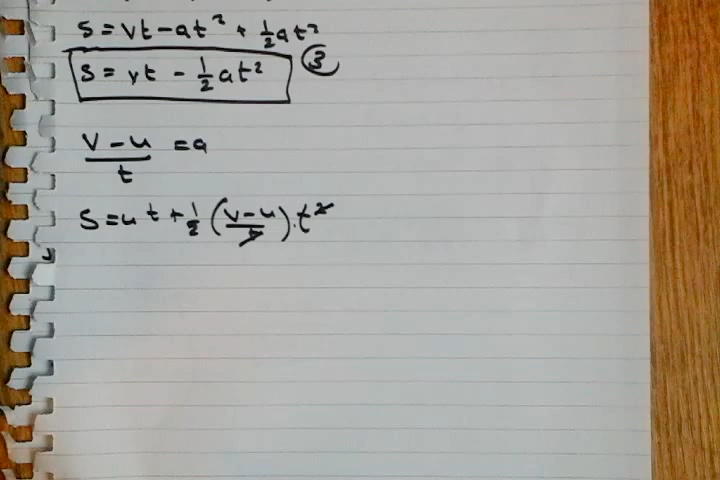 s = vt - at² + ½at²
s = vt - ½at² ③
(v - u)/t = a
s = ut + ½((v - u)/t).t²